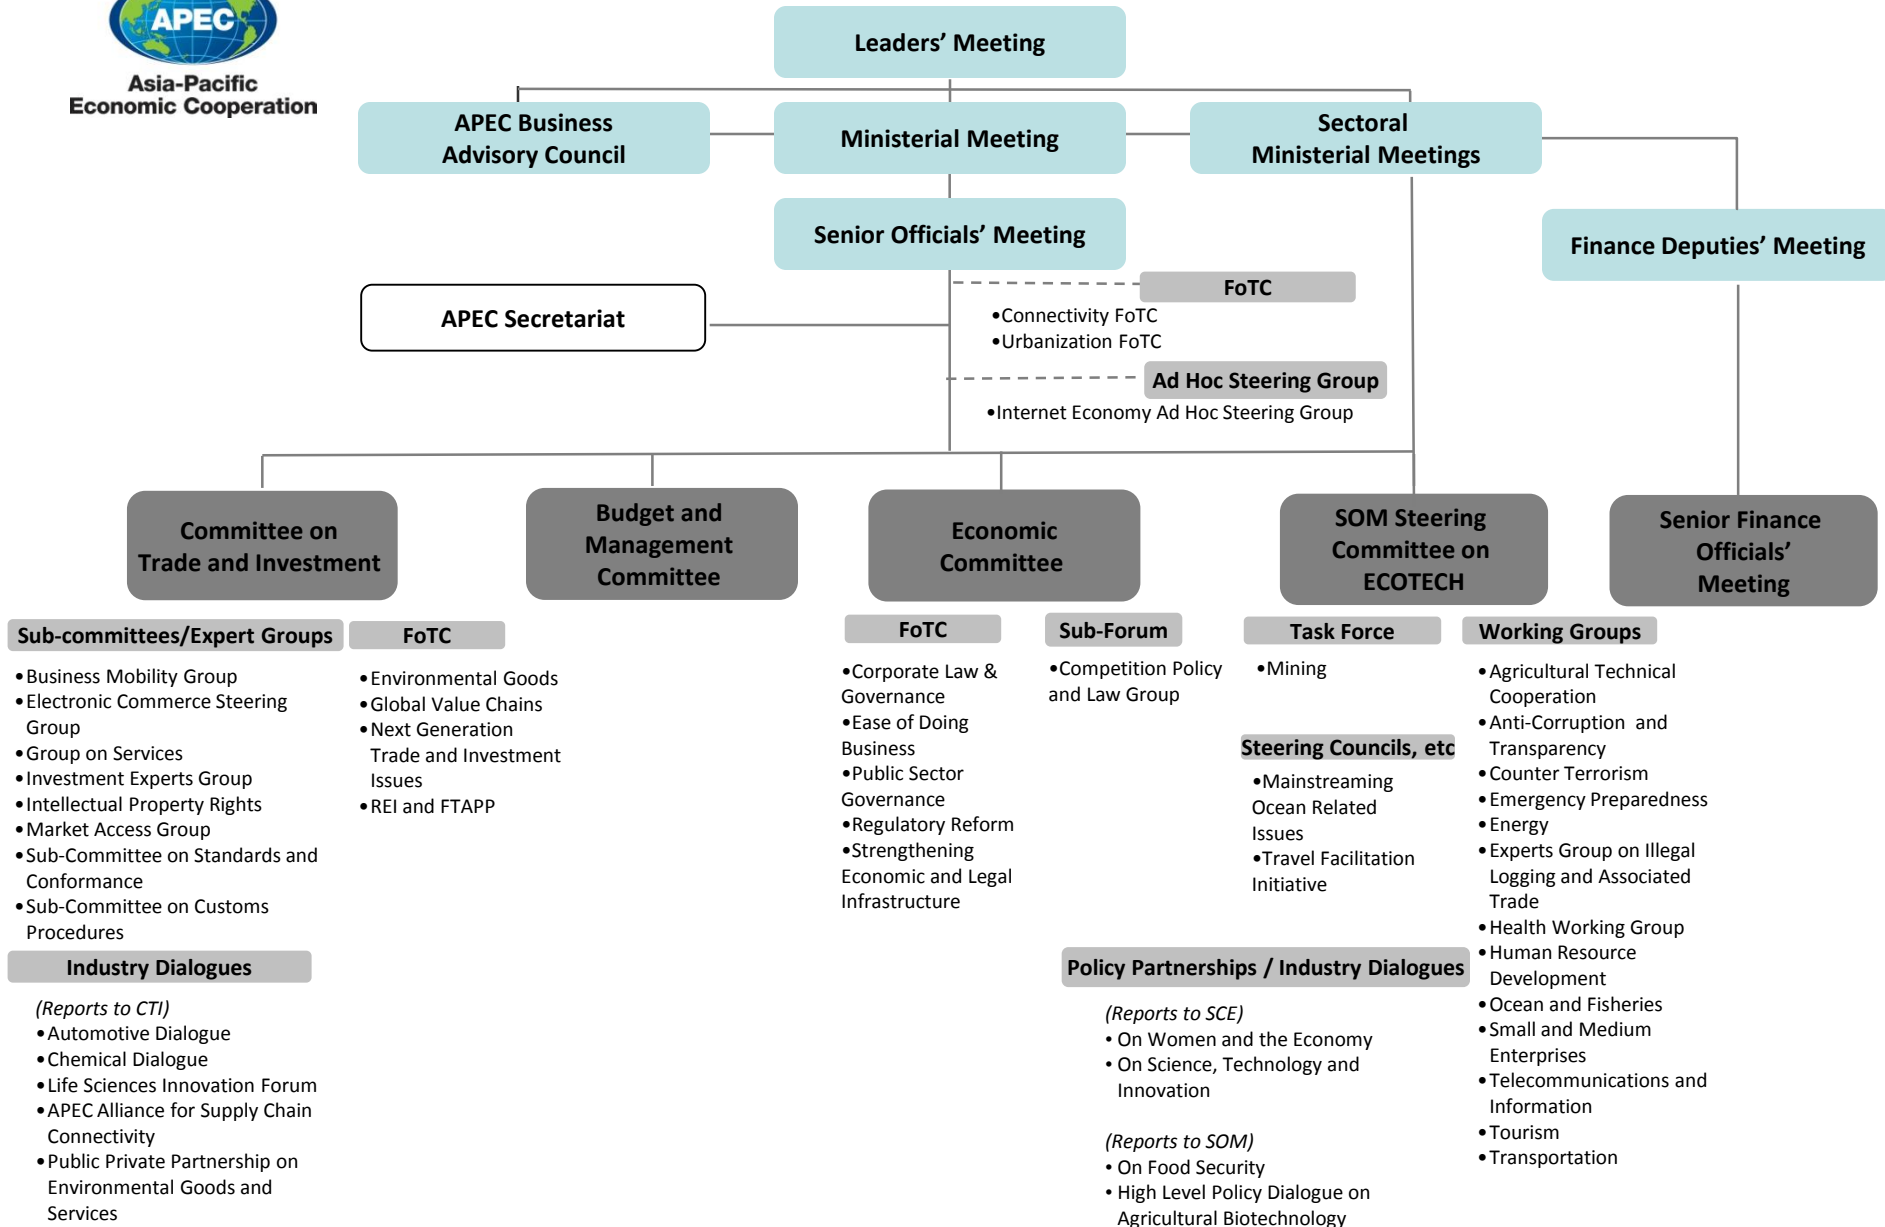 APEC
Asia-Pacific
Economic Cooperation
Leaders’ Meeting
APEC Business
Advisory Council
Ministerial Meeting
Sectoral
Ministerial Meetings
Senior Officials’ Meeting
Finance Deputies’ Meeting
APEC Secretariat
FoTC
•Connectivity FoTC
•Urbanization FoTC
Ad Hoc Steering Group
•Internet Economy Ad Hoc Steering Group
Committee on
Trade and Investment
Budget and
Management
Committee
Economic
Committee
SOM Steering
Committee on
ECOTECH
Senior Finance
Officials’
Meeting
Sub-committees/Expert Groups
•Business Mobility Group
•Electronic Commerce Steering
Group
•Group on Services
•Investment Experts Group
•Intellectual Property Rights
•Market Access Group
•Sub-Committee on Standards and
Conformance
•Sub-Committee on Customs
Procedures
Industry Dialogues
(Reports to CTI)
•Automotive Dialogue
•Chemical Dialogue
•Life Sciences Innovation Forum
•APEC Alliance for Supply Chain
Connectivity
•Public Private Partnership on
Environmental Goods and
Services
FoTC
•Environmental Goods
•Global Value Chains
•Next Generation
Trade and Investment
Issues
•REI and FTAPP
FoTC
•Corporate Law &
Governance
•Ease of Doing
Business
•Public Sector
Governance
•Regulatory Reform
•Strengthening
Economic and Legal
Infrastructure
Sub-Forum
•Competition Policy
and Law Group
Task Force
•Mining
Steering Councils, etc
•Mainstreaming
Ocean Related
Issues
•Travel Facilitation
Initiative
Policy Partnerships / Industry Dialogues
(Reports to SCE)
• On Women and the Economy
• On Science, Technology and
Innovation
(Reports to SOM)
• On Food Security
• High Level Policy Dialogue on
Agricultural Biotechnology
Working Groups
•Agricultural Technical
Cooperation
•Anti-Corruption and
Transparency
•Counter Terrorism
•Emergency Preparedness
•Energy
•Experts Group on Illegal
Logging and Associated
Trade
•Health Working Group
•Human Resource
Development
•Ocean and Fisheries
•Small and Medium
Enterprises
•Telecommunications and
Information
•Tourism
•Transportation